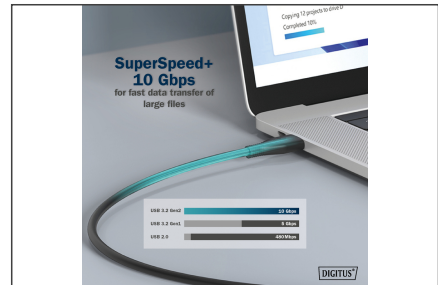 Copying 12 projects to drive D
Completed 10%
SuperSpeed+
10 Gbps
for fast data transfer of
large files
USB 3.2 Gen2 10 Gbps
USB 3.2 Gen1 5 Gbps
USB 2.0 480Mbps
DIGITUS®